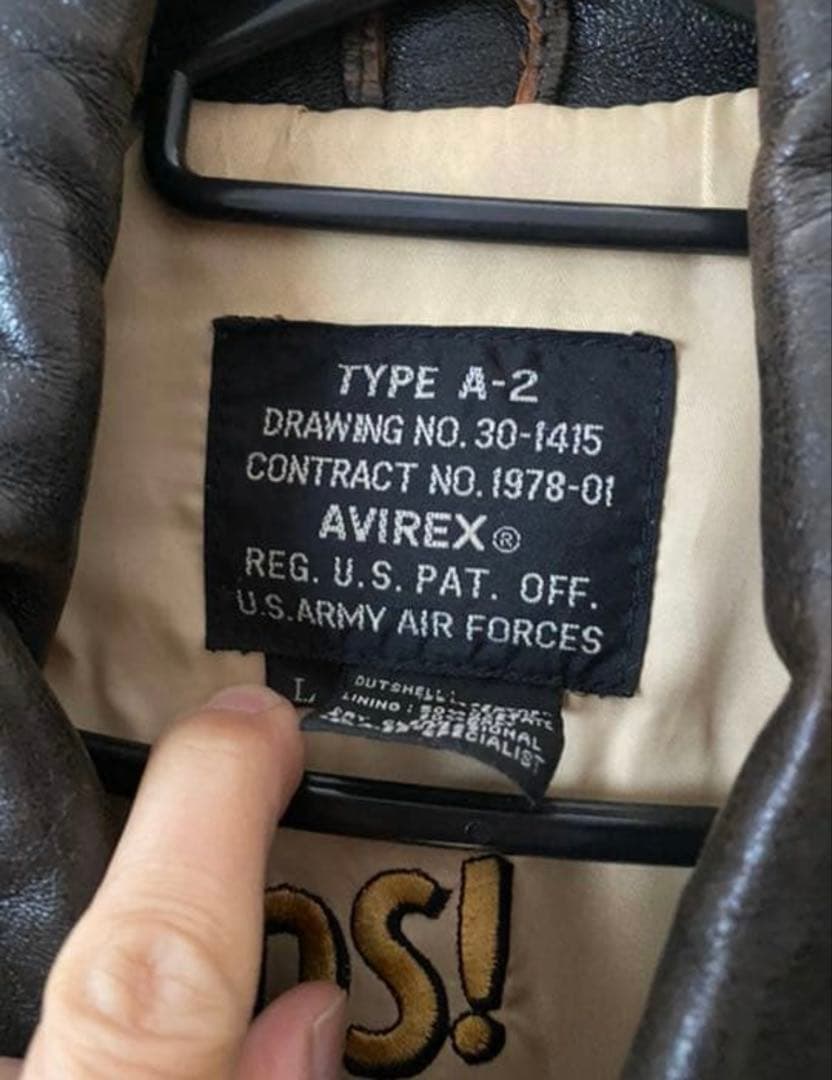 TYPE A-2
DRAWING NO. 30-1415
CONTRACT NO. 1978-01
AVIREX®
REG. U.S. PAT. OFF.
U.S. ARMY AIR FORCES
L
OUTSHELL:
LINING:
SPECIALIST
S!